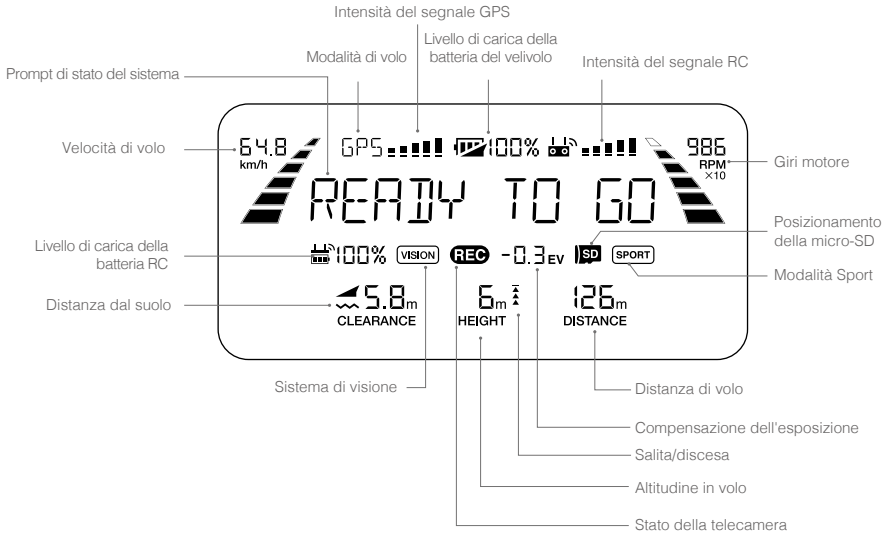 Intensità del segnale GPS
Modalità di volo
Livello di carica della
batteria del velivolo
Intensità del segnale RC
Prompt di stato del sistema
Velocità di volo
64.8
km/h
GPS
100%
986
RPM
×10
Giri motore
READY TO GO
Livello di carica della
batteria RC
100%
VISION
REC
-0.3 EV
SD
SPORT
Posizionamento
della micro-SD
Modalità Sport
Distanza dal suolo
5.8m
CLEARANCE
6m
HEIGHT
126m
DISTANCE
Sistema di visione
Distanza di volo
Compensazione dell'esposizione
Salita/discesa
Altitudine in volo
Stato della telecamera